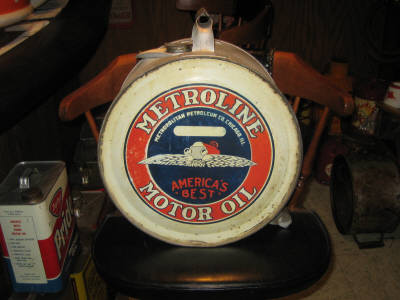 METROLINE
METROPOLITAN PETROLEUM CO. CHICAGO, ILL.
AMERICA'S
BEST
MOTOR OIL